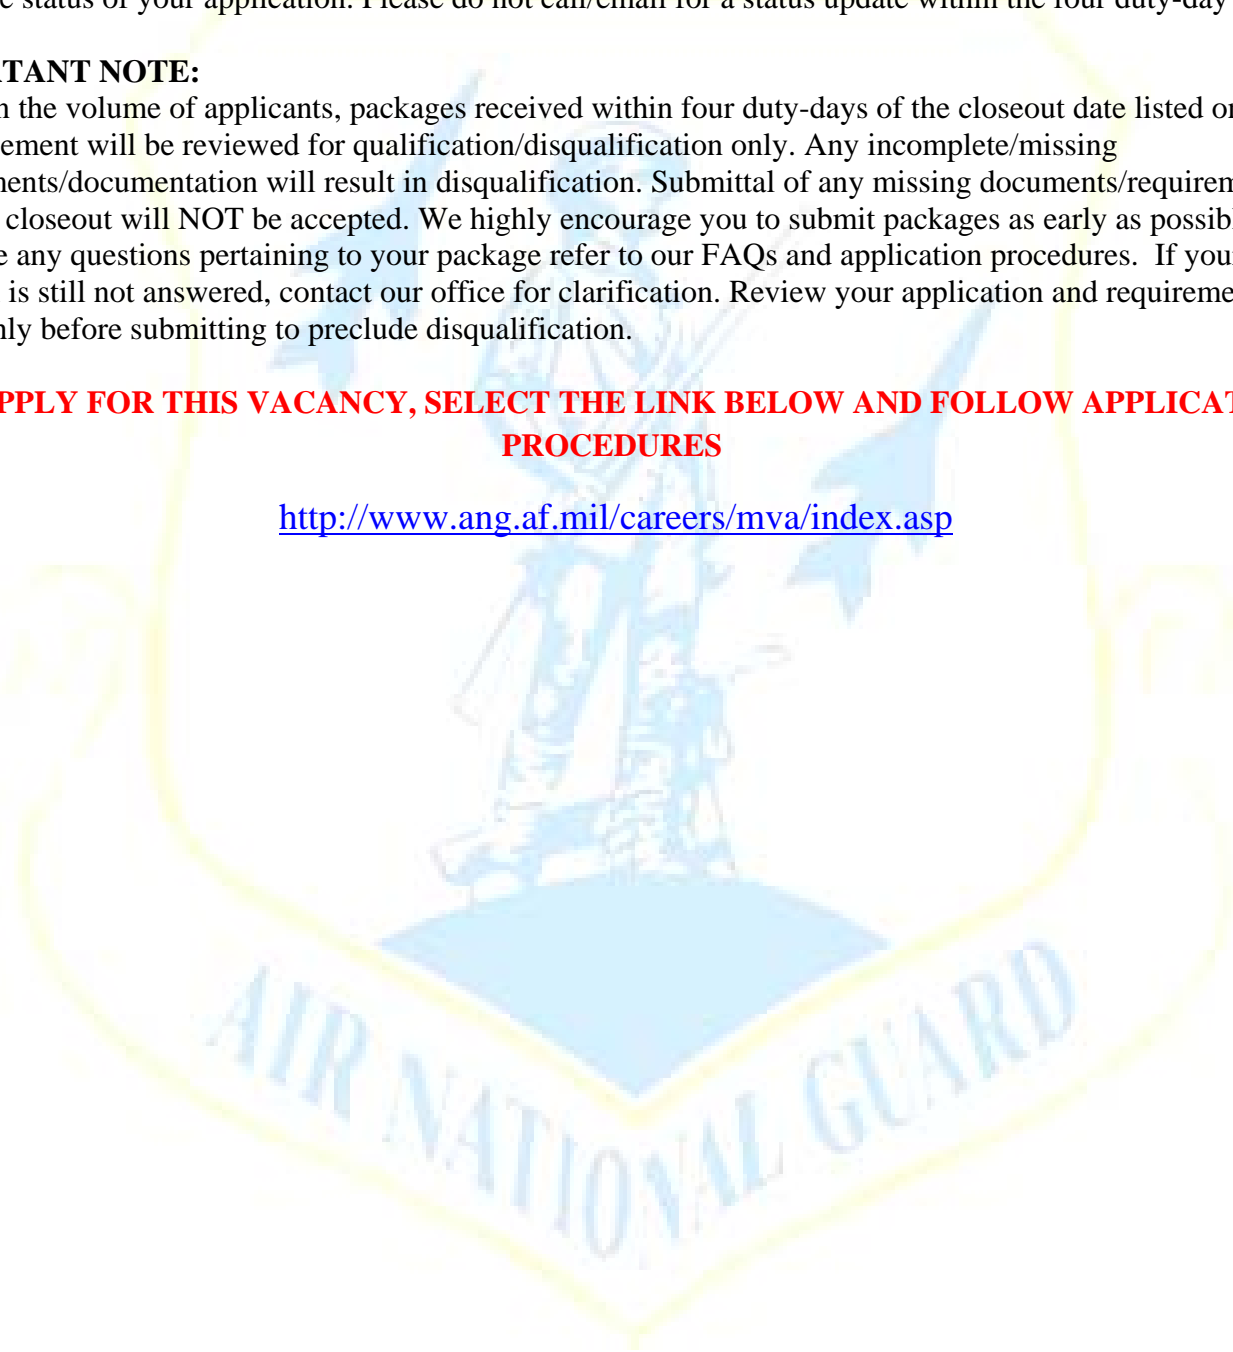 e status of your application. Please do not call/email for a status update within the four duty-day
TANT NOTE:
n the volume of applicants, packages received within four duty-days of the closeout date listed on
ement will be reviewed for qualification/disqualification only. Any incomplete/missing
ents/documentation will result in disqualification. Submittal of any missing documents/requirem
closeout will NOT be accepted. We highly encourage you to submit packages as early as possibl
e any questions pertaining to your package refer to our FAQs and application procedures. If your
is still not answered, contact our office for clarification. Review your application and requireme
ly before submitting to preclude disqualification.
PPLY FOR THIS VACANCY, SELECT THE LINK BELOW AND FOLLOW APPLICAT
PROCEDURES
http://www.ang.af.mil/careers/mva/index.asp
AIR NATIONAL GUARD